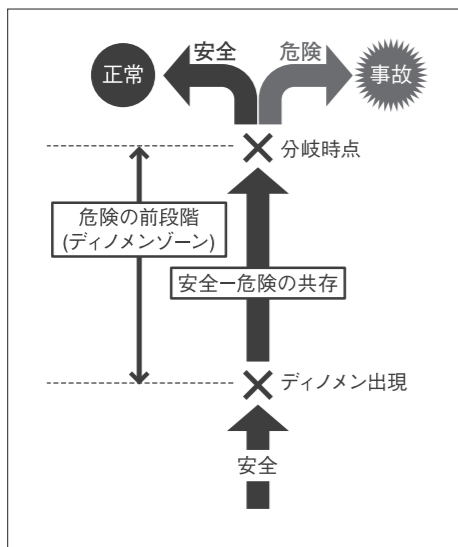 正常
安全
危険
事故
分岐時点
危険の前段階
(ディノメンゾーン)
安全ー危険の共存
ディノメン出現
安全